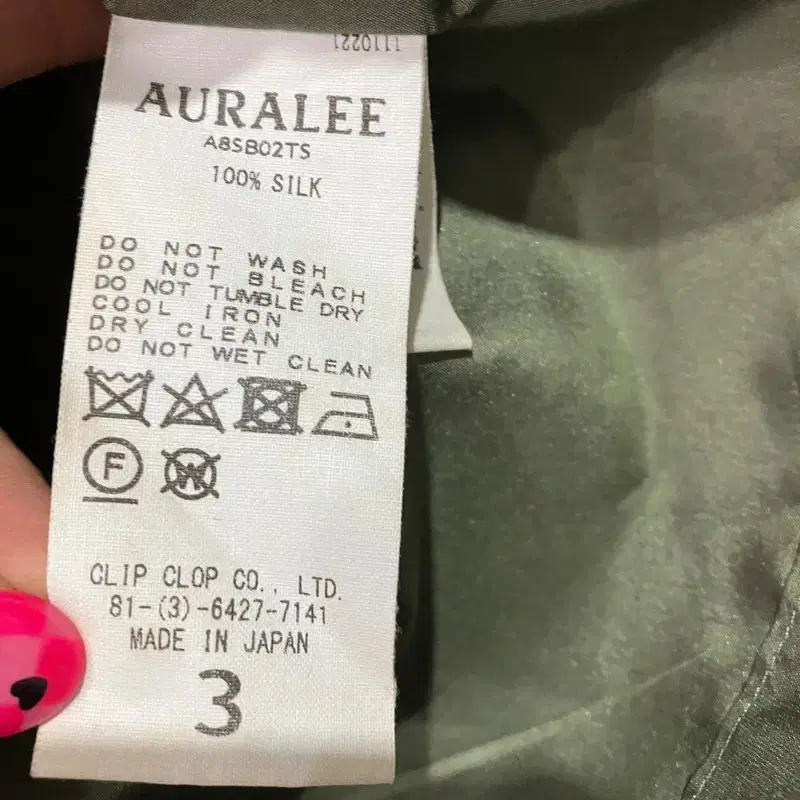 1110221
AURALEE
A8SB02TS
100% SILK
DO NOT WASH
DO NOT BLEACH
DO NOT TUMBLE DRY
COOL IRON
DRY CLEAN
DO NOT WET CLEAN
F W
CLIP CLOP CO., LTD.
81-(3)-6427-7141
MADE IN JAPAN
3